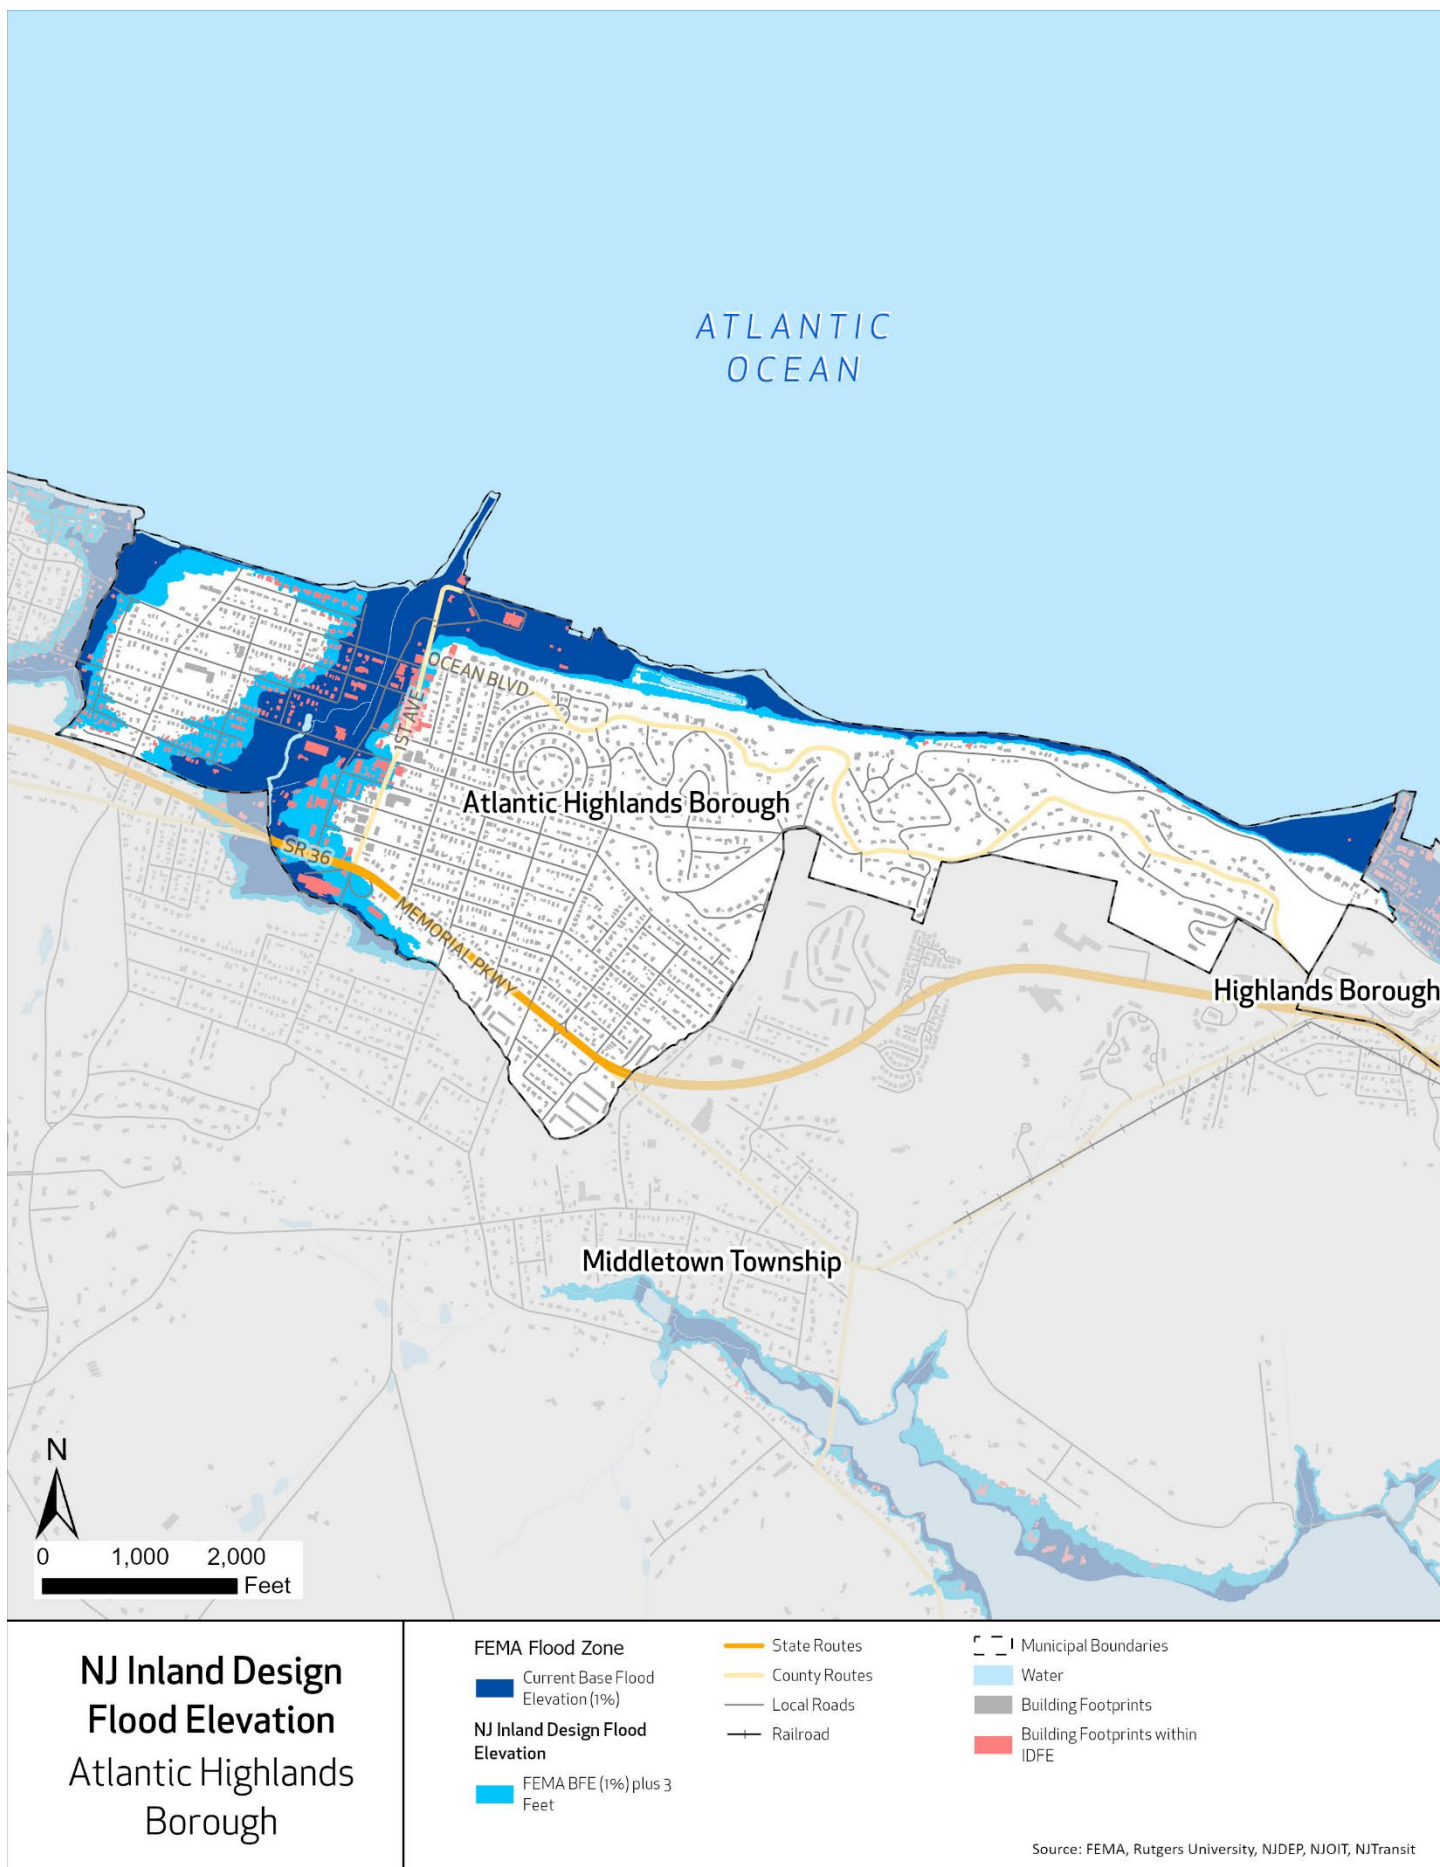 ATLANTIC
OCEAN
OCEAN BLVD
1ST AVE
Atlantic Highlands Borough
SR 36
MEMORIAL PKWY
Highlands Borough
Middletown Township
N
0 1,000 2,000
Feet
NJ Inland Design
Flood Elevation
Atlantic Highlands
Borough
FEMA Flood Zone
Current Base Flood
Elevation (1%)
NJ Inland Design Flood
Elevation
FEMA BFE (1%) plus 3
Feet
State Routes
County Routes
Local Roads
Railroad
Municipal Boundaries
Water
Building Footprints
Building Footprints within
IDFE
Source: FEMA, Rutgers University, NJDEP, NJOIT, NJTransit